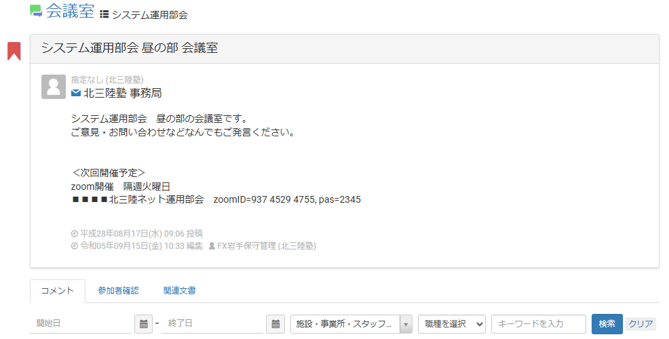 会議室 システム運用部会
システム運用部会 昼の部 会議室
指定なし (北三陸塾)
北三陸塾 事務局
システム運用部会　昼の部の会議室です。
ご意見・お問い合わせなどなんでもご発言ください。
＜次回開催予定＞
zoom開催　隔週火曜日
■■■■北三陸ネット運用部会　zoomID=937 4529 4755, pas=2345
平成28年08月17日(水) 09:06 投稿
令和05年09月15日(金) 10:33 編集 FX岩手保守管理 (北三陸塾)
コメント 参加者確認 関連文書
開始日 - 終了日 施設・事業所・スタッフ... 職種を選択 キーワードを入力 検索 クリア